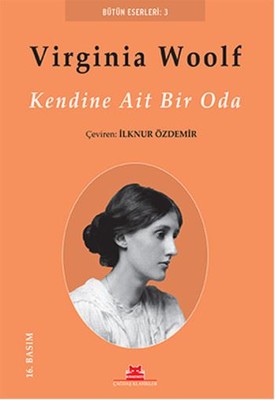 BÜTÜN ESERLERİ: 3
Virginia Woolf
Kendine Ait Bir Oda
Çeviren: İLKNUR ÖZDEMİR
16. BASIM